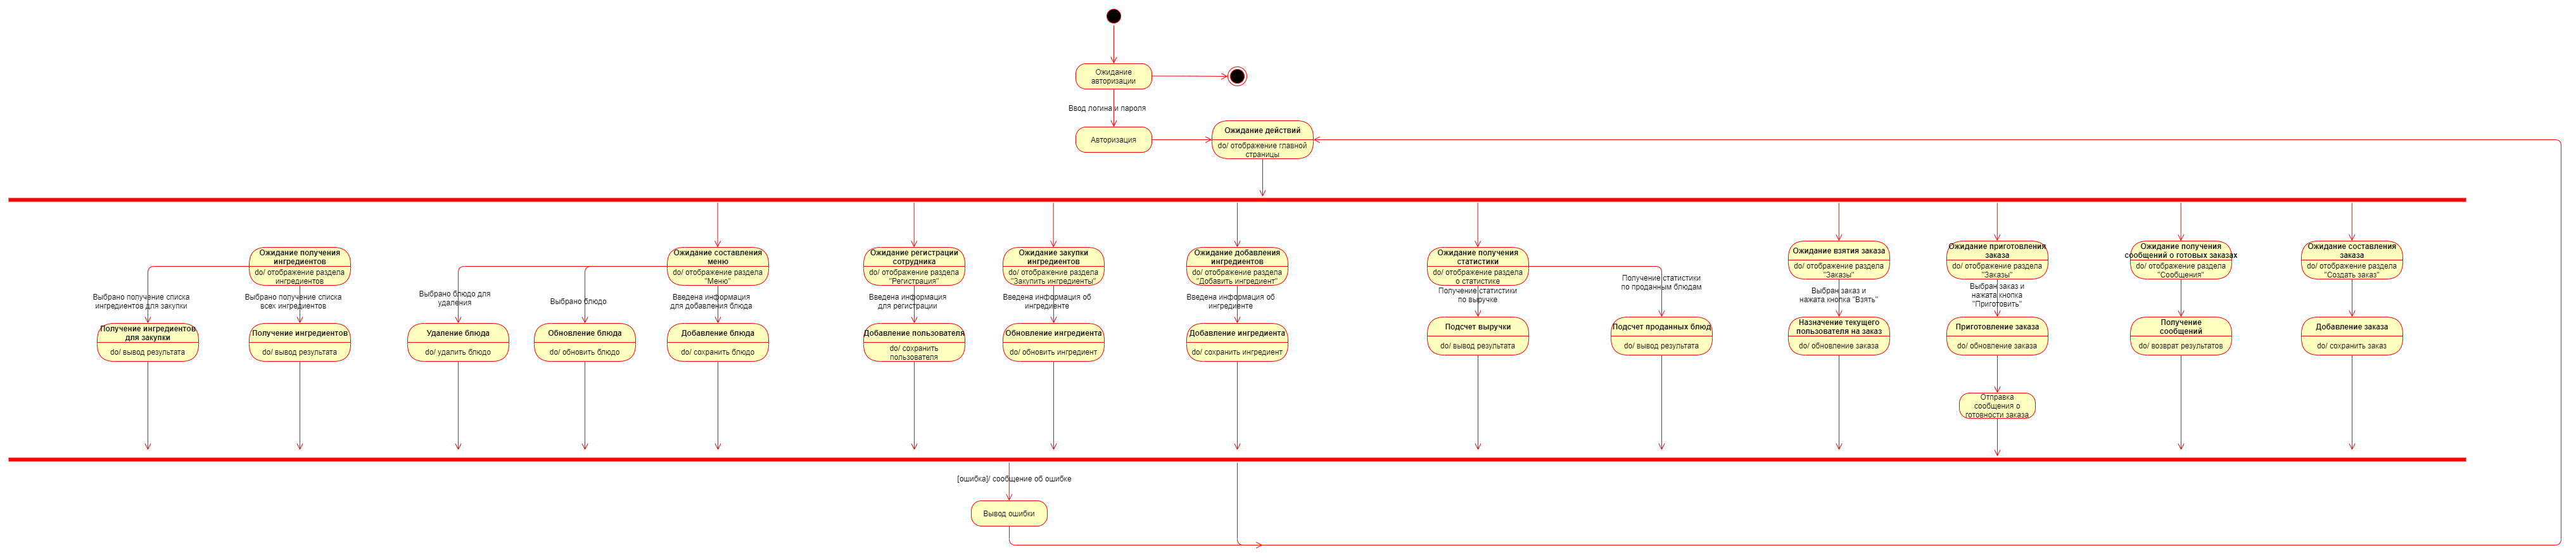 Ожидание
авторизации
Ввод логина и пароля
Авторизация
Ожидание действий
do/ отображение главной
страницы
Ожидание получения
ингредиентов
do/ отображение раздела
ингредиентов
Ожидание составления
меню
do/ отображение раздела
"Меню"
Ожидание регистрации
сотрудника
do/ отображение раздела
"Регистрация"
Ожидание закупки
ингредиентов
do/ отображение раздела
"Закупить ингредиенты"
Ожидание добавления
ингредиентов
do/ отображение раздела
"Добавить ингредиент"
Ожидание получения
статистики
do/ отображение раздела
о статистике
Ожидание взятия заказа
do/ отображение раздела
"Заказы"
Ожидание приготовления
заказа
do/ отображение раздела
"Заказы"
Ожидание получения
сообщений о готовых заказах
do/ отображение раздела
"Сообщения"
Ожидание составления
заказа
do/ отображение раздела
"Создать заказ"
Выбрано получение списка
ингредиентов для закупки
Выбрано получение списка
всех ингредиентов
Выбрано блюдо для
удаления
Выбрано блюдо
Введена информация
для добавления блюда
Введена информация
для регистрации
Введена информация об
ингредиенте
Введена информация об
ингредиенте
Получение статистики
по выручке
Получение статистики
по проданным блюдам
Выбран заказ и
нажата кнопка "Взять"
Выбран заказ и
нажата кнопка
"Приготовить"
Получение ингредиентов
для закупки
do/ вывод результата
Получение ингредиентов
do/ вывод результата
Удаление блюда
do/ удалить блюдо
Обновление блюда
do/ обновить блюдо
Добавление блюда
do/ сохранить блюдо
Добавление пользователя
do/ сохранить
пользователя
Обновление ингредиента
do/ обновить ингредиент
Добавление ингредиента
do/ сохранить ингредиент
Подсчет выручки
do/ вывод результата
Подсчет проданных блюд
do/ вывод результата
Назначение текущего
пользователя на заказ
do/ обновление заказа
Приготовление заказа
do/ обновление заказа
Получение
сообщений
do/ возврат результатов
Добавление заказа
do/ сохранить заказ
Отправка
сообщения о
готовности заказа
[ошибка]/ сообщение об ошибке
Вывод ошибки